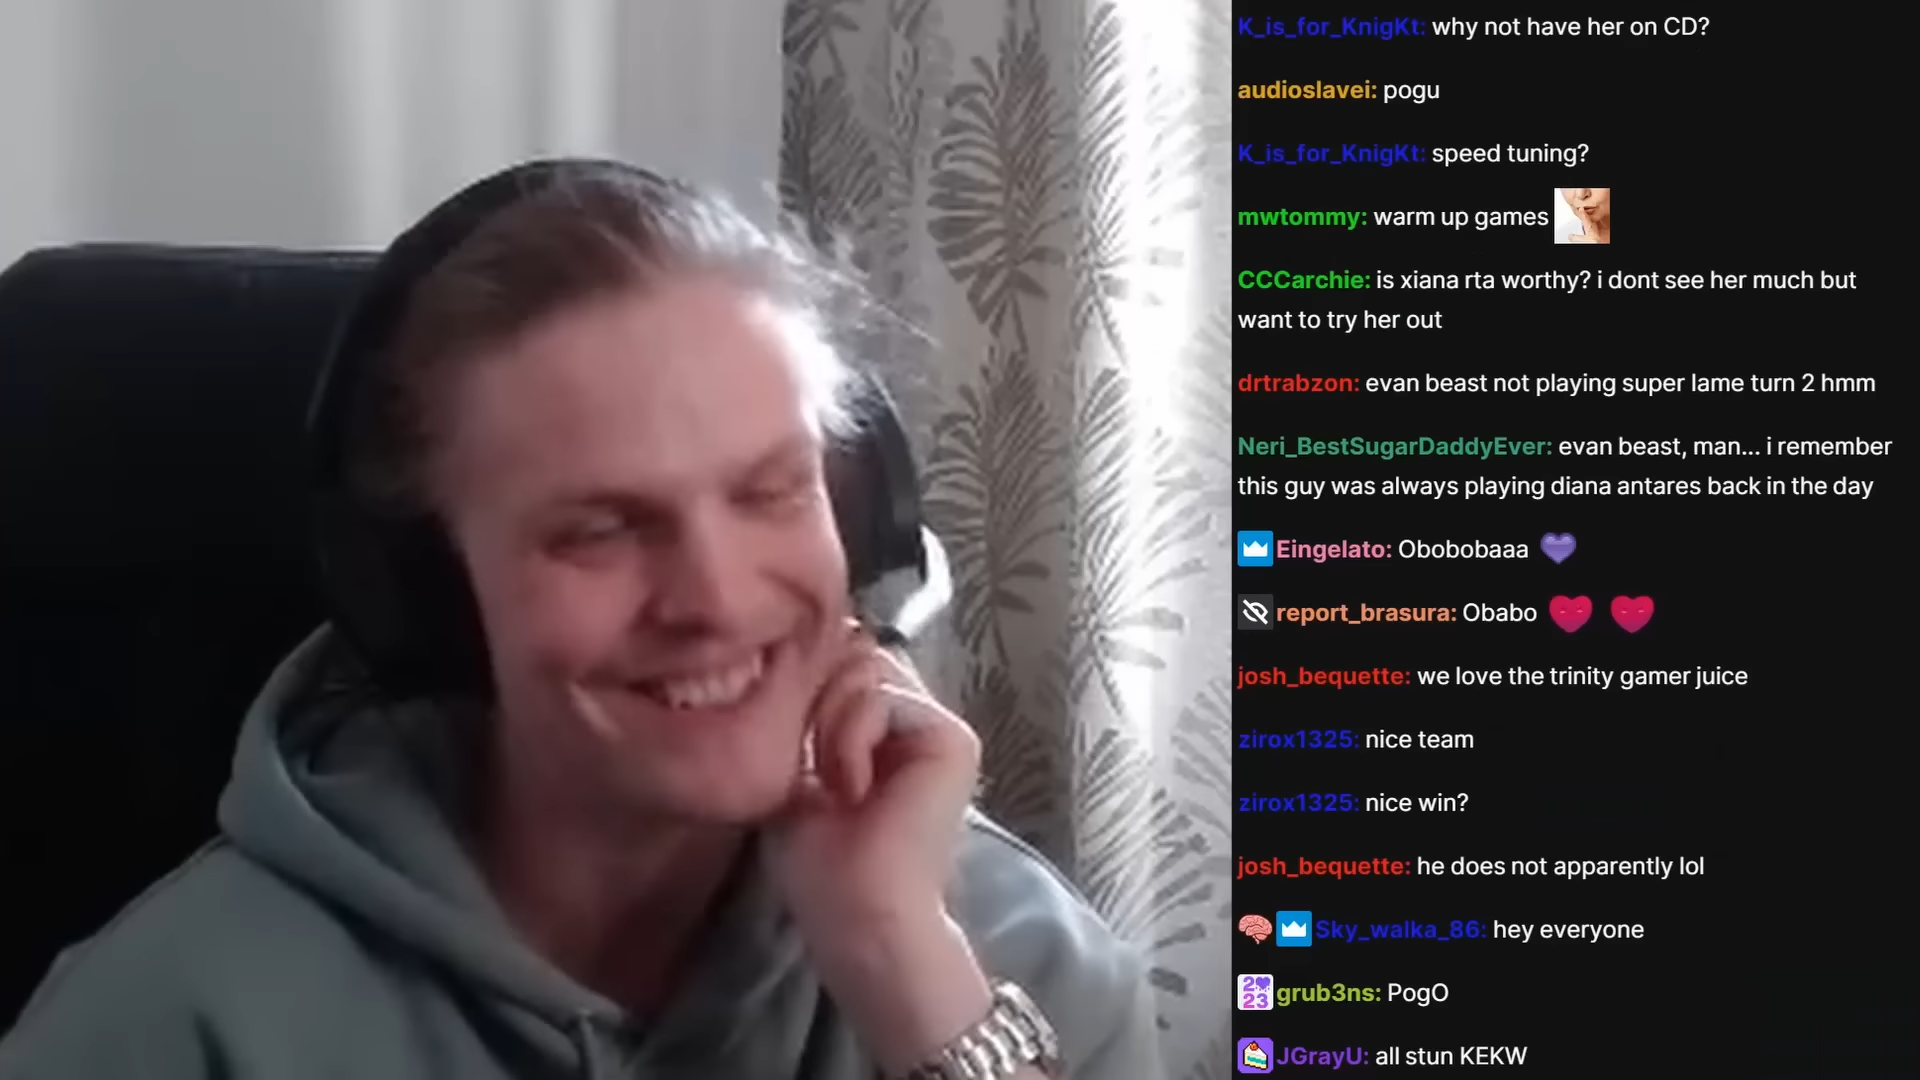 K_is_for_KnigKt: why not have her on CD?
audioslavei: pogu
K_is_for_KnigKt: speed tuning?
mwtommy: warm up games
CCCarchie: is xiana rta worthy? i dont see her much but
want to try her out
drtrabzon: evan beast not playing super lame turn 2 hmm
Neri_BestSugarDaddyEver: evan beast, man... i remember
this guy was always playing diana antares back in the day
Eingelato: Obobobaaa
report_brasura: Obabo
josh_bequette: we love the trinity gamer juice
zirox1325: nice team
zirox1325: nice win?
josh_bequette: he does not apparently lol
Sky_walka_86: hey everyone
2023 grub3ns: PogO
JGrayU: all stun KEKW